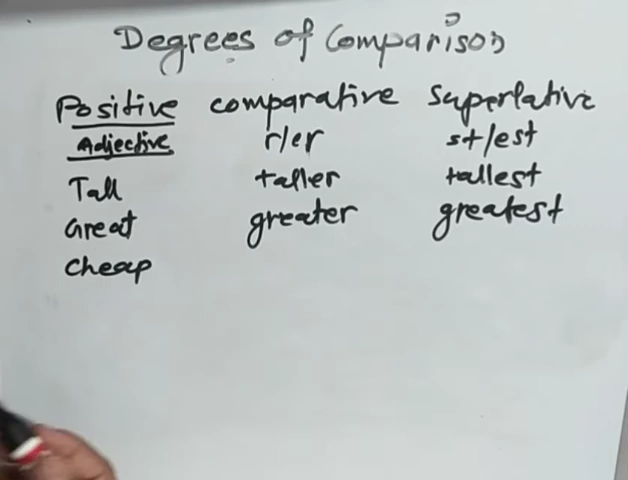 Degrees of Comparison
Positive comparative Superlative
Adjective r/er st/est
Tall taller tallest
Great greater greatest
Cheap